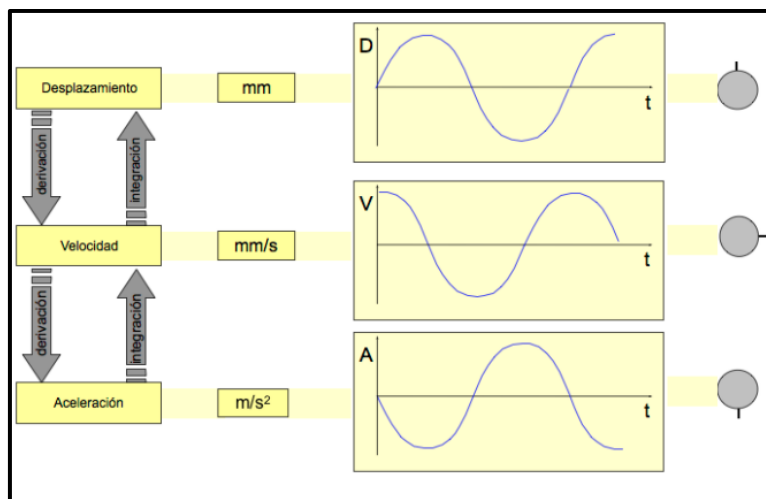 Desplazamiento
mm
D
t
derivación
integración
Velocidad
mm/s
V
t
derivación
integración
Aceleración
m/s²
A
t